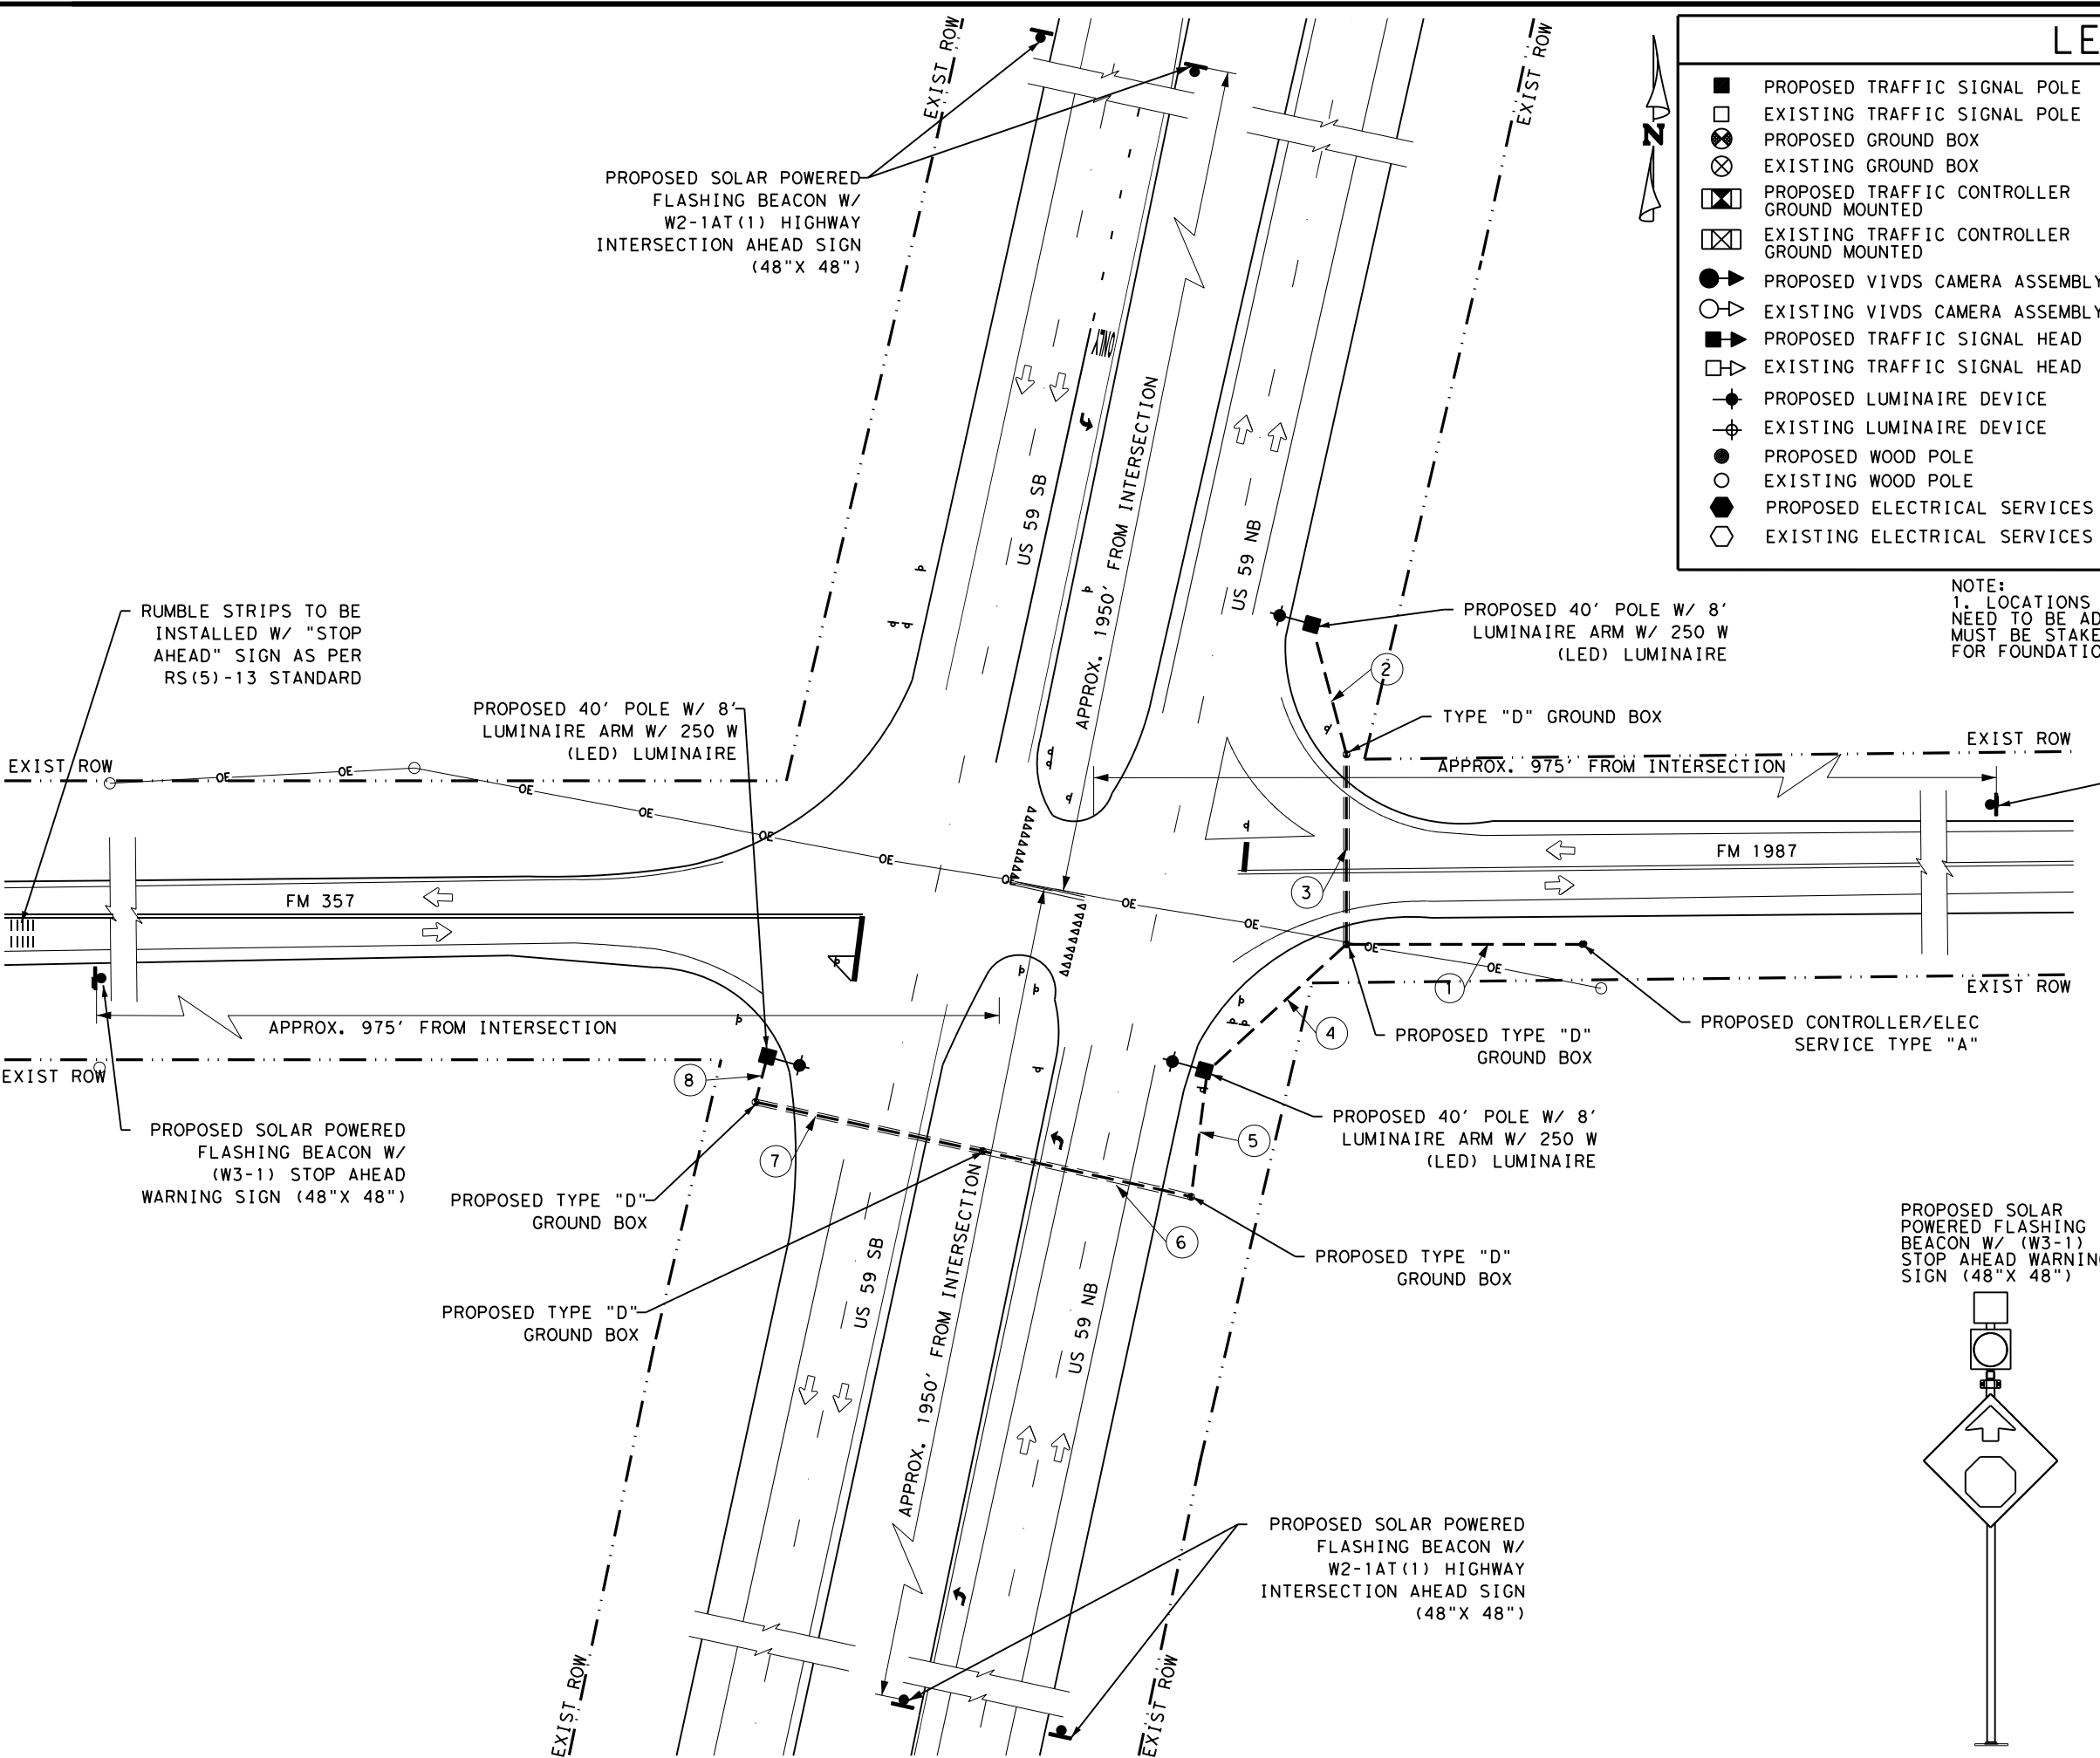 EXIST ROW
EXIST ROW
LE
PROPOSED TRAFFIC SIGNAL POLE
EXISTING TRAFFIC SIGNAL POLE
PROPOSED GROUND BOX
EXISTING GROUND BOX
PROPOSED TRAFFIC CONTROLLER
GROUND MOUNTED
EXISTING TRAFFIC CONTROLLER
GROUND MOUNTED
PROPOSED VIVDS CAMERA ASSEMBLY
EXISTING VIVDS CAMERA ASSEMBLY
PROPOSED TRAFFIC SIGNAL HEAD
EXISTING TRAFFIC SIGNAL HEAD
PROPOSED LUMINAIRE DEVICE
EXISTING LUMINAIRE DEVICE
PROPOSED WOOD POLE
EXISTING WOOD POLE
PROPOSED ELECTRICAL SERVICES
EXISTING ELECTRICAL SERVICES
N
NOTE:
1. LOCATIONS
NEED TO BE AD
MUST BE STAKE
FOR FOUNDATIO
PROPOSED SOLAR POWERED
FLASHING BEACON W/
W2-1AT(1) HIGHWAY
INTERSECTION AHEAD SIGN
(48"X 48")
ONLY
US 59 SB
APPROX. 1950' FROM INTERSECTION
US 59 NB
RUMBLE STRIPS TO BE
INSTALLED W/ "STOP
AHEAD" SIGN AS PER
RS(5)-13 STANDARD
PROPOSED 40' POLE W/ 8'
LUMINAIRE ARM W/ 250 W
(LED) LUMINAIRE
PROPOSED 40' POLE W/ 8'
LUMINAIRE ARM W/ 250 W
(LED) LUMINAIRE
2
TYPE "D" GROUND BOX
EXIST ROW
APPROX. 975' FROM INTERSECTION
EXIST ROW
OE
OE
OE
OE
OE
OE
OE
OE
OE
OE
OE
FM 357
FM 1987
3
1
4
EXIST ROW
APPROX. 975' FROM INTERSECTION
EXIST ROW
PROPOSED TYPE "D"
GROUND BOX
PROPOSED CONTROLLER/ELEC
SERVICE TYPE "A"
8
PROPOSED SOLAR POWERED
FLASHING BEACON W/
(W3-1) STOP AHEAD
WARNING SIGN (48"X 48")
7
5
PROPOSED 40' POLE W/ 8'
LUMINAIRE ARM W/ 250 W
(LED) LUMINAIRE
PROPOSED TYPE "D"
GROUND BOX
6
PROPOSED TYPE "D"
GROUND BOX
PROPOSED TYPE "D"
GROUND BOX
US 59 SB
APPROX. 1950' FROM INTERSECTION
US 59 NB
PROPOSED SOLAR
POWERED FLASHING
BEACON W/ (W3-1)
STOP AHEAD WARNING
SIGN (48"X 48")
PROPOSED SOLAR POWERED
FLASHING BEACON W/
W2-1AT(1) HIGHWAY
INTERSECTION AHEAD SIGN
(48"X 48")
EXIST ROW
EXIST ROW